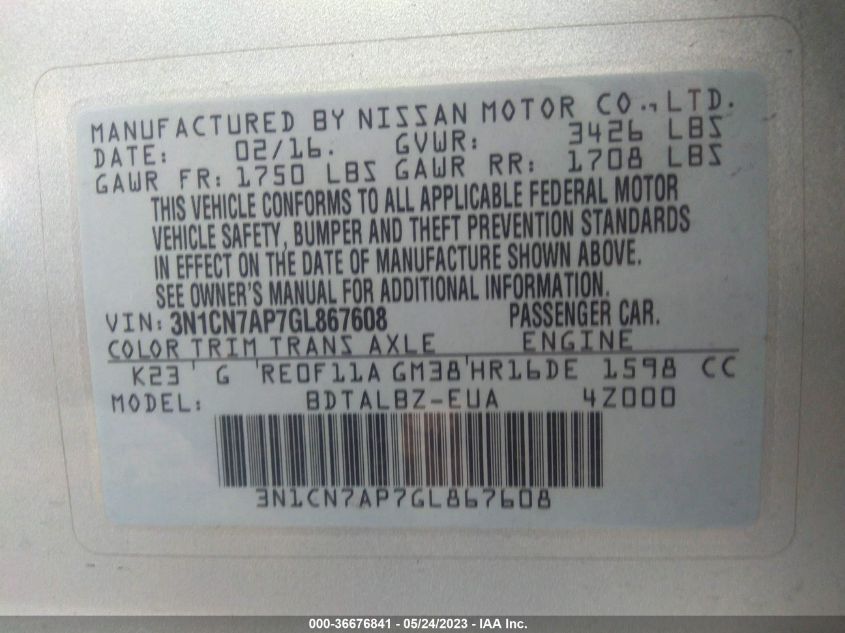 MANUFACTURED BY NISSAN MOTOR CO., LTD.
DATE: 02/16. GVWR: 3426 LBS
GAWR FR: 1750 LBS GAWR RR: 1708 LBS
THIS VEHICLE CONFORMS TO ALL APPLICABLE FEDERAL MOTOR
VEHICLE SAFETY, BUMPER AND THEFT PREVENTION STANDARDS
IN EFFECT ON THE DATE OF MANUFACTURE SHOWN ABOVE.
SEE OWNER'S MANUAL FOR ADDITIONAL INFORMATION.
VIN: 3N1CN7AP7GL867608 PASSENGER CAR.
COLOR TRIM TRANS AXLE ENGINE
K23 G RE0F11A GM38 HR16DE 1598 CC
MODEL: BDTALBZ-EUA 4Z000
3N1CN7AP7GL867608
000-36676841 - 05/24/2023 - IAA Inc.